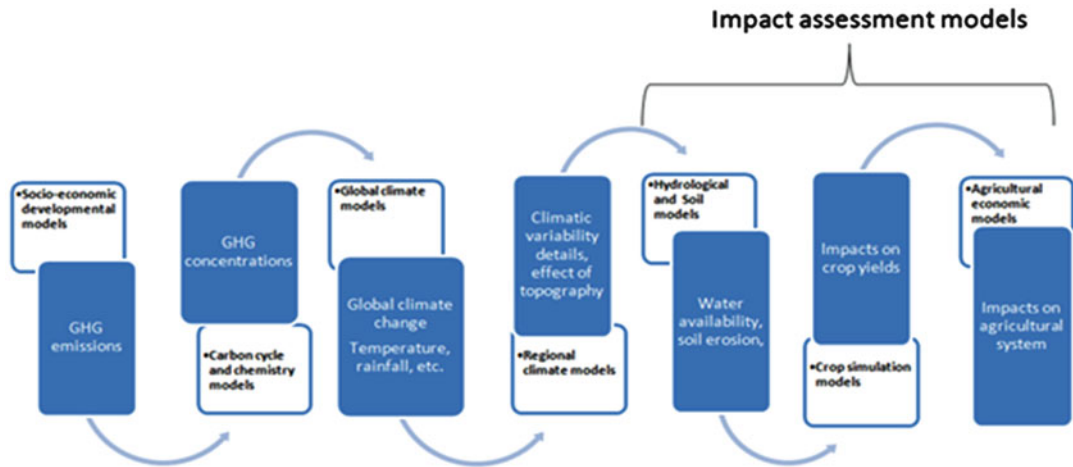 Impact assessment models
•Socio-economic
developmental
models
GHG
emissions
GHG
concentrations
•Carbon cycle
and chemistry
models
•Global climate
models
Global climate
change
Temperature,
rainfall, etc.
Climatic
variability
details,
effect of
topography
•Regional
climate models
•Hydrological
and Soil
models
Water
availability,
soil erosion,
Impacts on
crop yields
•Crop simulation
models
•Agricultural
economic
models
Impacts on
agricultural
system